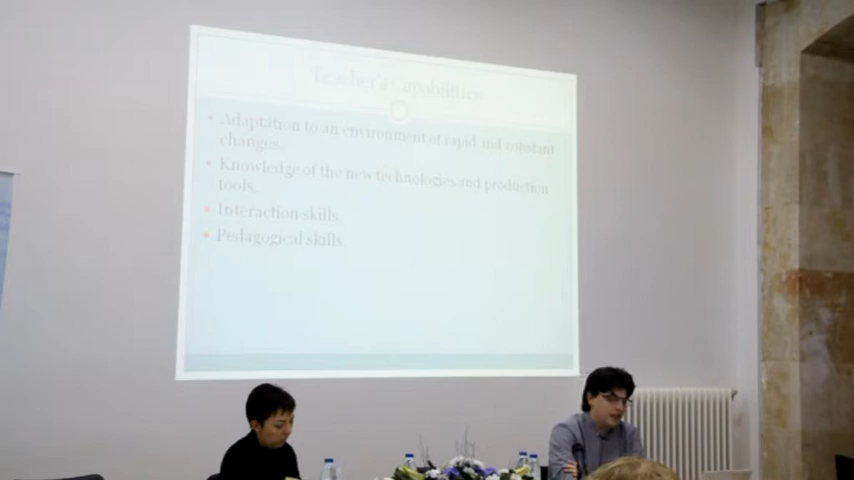 Teacher's Capabilities
Adaptation to an environment of rapid and constant
changes.
Knowledge of the new technologies and production
tools.
Interaction skills.
Pedagogical skills.